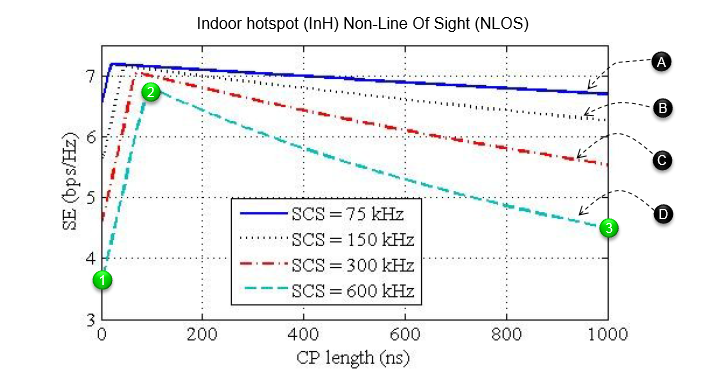 Indoor hotspot (InH) Non-Line Of Sight (NLOS)
7
6
5
4
3
SE (bps/Hz)
0 200 400 600 800 1000
CP length (ns)
SCS = 75 kHz
SCS = 150 kHz
SCS = 300 kHz
SCS = 600 kHz
A
B
C
D
1
2
3